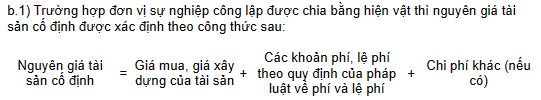 b.1) Trường hợp đơn vị sự nghiệp công lập được chia bằng hiện vật thì nguyên giá tài
sản cố định được xác định theo công thức sau:
Nguyên giá tài
sản cố định
=
Giá mua, giá xây
dựng của tài sản
+
Các khoản phí, lệ phí
theo quy định của pháp
luật về phí và lệ phí
+
Chi phí khác (nếu
có)